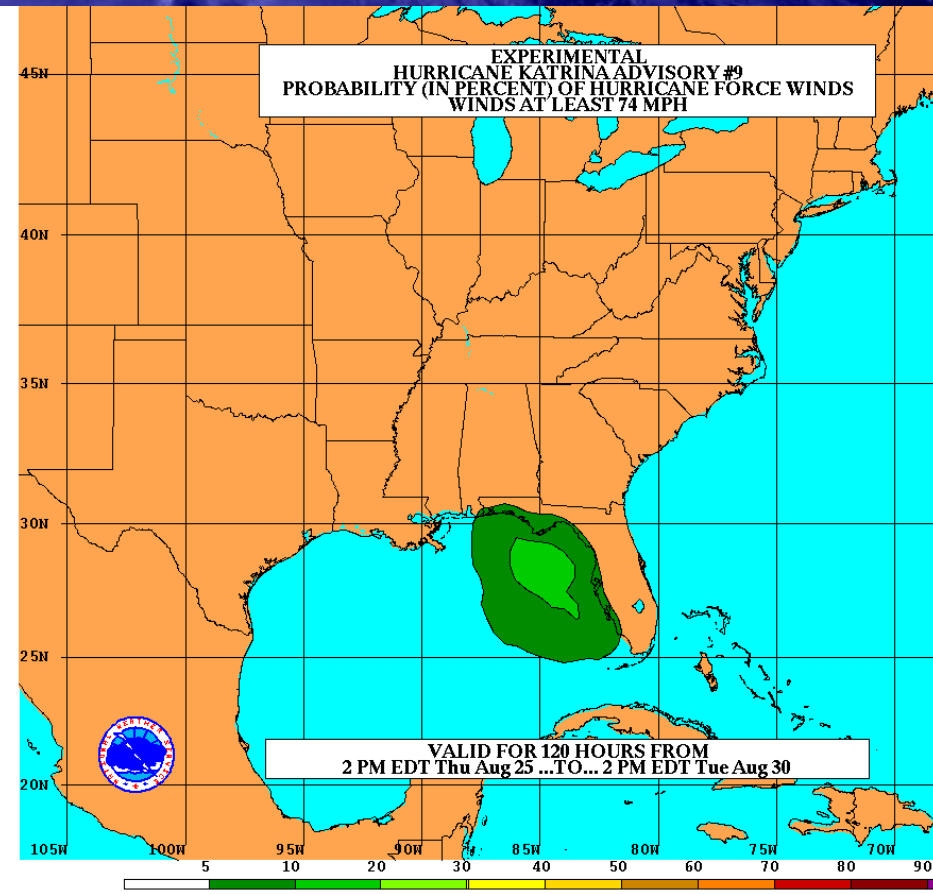 EXPERIMENTAL
HURRICANE KATRINA ADVISORY #9
PROBABILITY (IN PERCENT) OF HURRICANE FORCE WINDS
WINDS AT LEAST 74 MPH
45N
40N
35N
30N
25N
20N
NATIONAL WEATHER SERVICE
VALID FOR 120 HOURS FROM
2 PM EDT Thu Aug 25 ...TO... 2 PM EDT Tue Aug 30
105W 100W 95W 90W 85W 80W 75W 70W
5 10 20 30 40 50 60 70 80 90